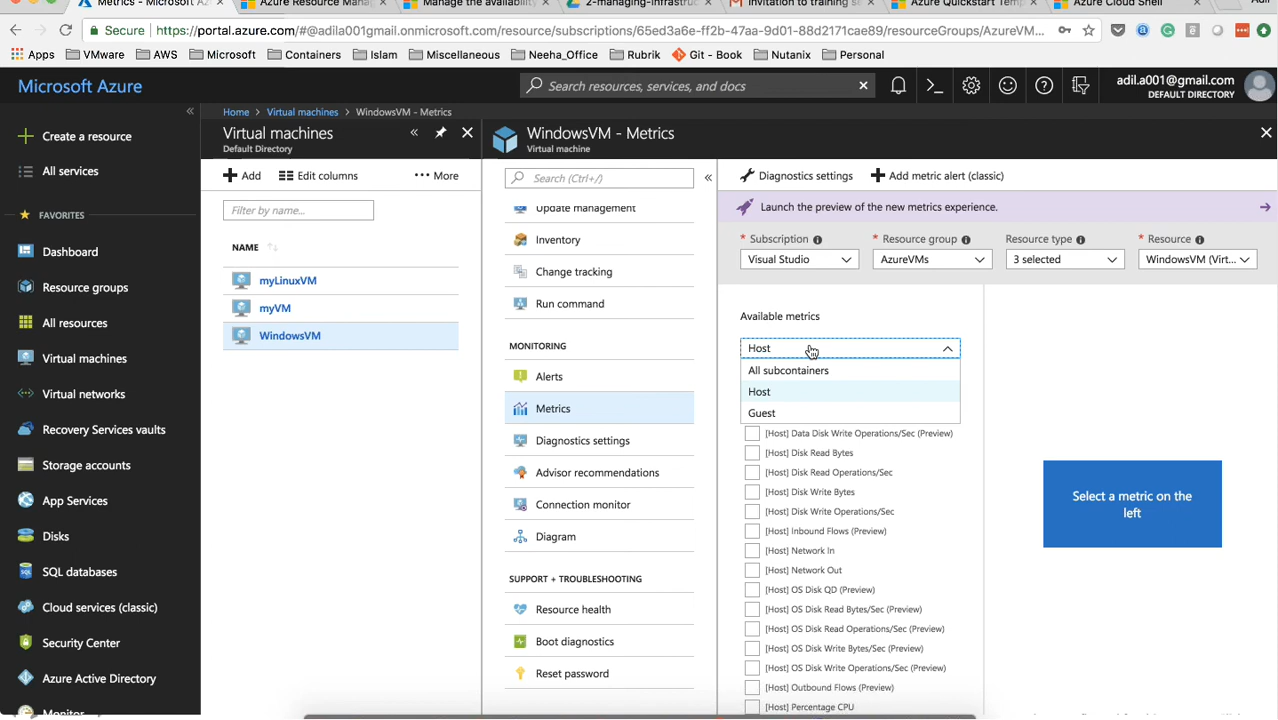 Metrics - Microsoft Az
Azure Resource Mana
Manage the availability
2-managing-infrastruc
Invitation to training se
Azure Quickstart Temp
Azure Cloud Shell
Adil
Secure
https://portal.azure.com/#@adila001gmail.onmicrosoft.com/resource/subscriptions/65ed3a6e-ff2b-47aa-9d01-88d2171cae89/resourceGroups/AzureVM...
Apps
VMware
AWS
Microsoft
Containers
Islam
Miscellaneous
Neeha_Office
Rubrik
Git - Book
Nutanix
Personal
Microsoft Azure
Search resources, services, and docs
adil.a001@gmail.com
DEFAULT DIRECTORY
Create a resource
All services
FAVORITES
Dashboard
Resource groups
All resources
Virtual machines
Virtual networks
Recovery Services vaults
Storage accounts
App Services
Disks
SQL databases
Cloud services (classic)
Security Center
Azure Active Directory
Monitor
Home > Virtual machines > WindowsVM - Metrics
Virtual machines
Default Directory
Add
Edit columns
More
Filter by name...
NAME
myLinuxVM
myVM
WindowsVM
WindowsVM - Metrics
Virtual machine
Search (Ctrl+/)
Update management
Inventory
Change tracking
Run command
MONITORING
Alerts
Metrics
Diagnostics settings
Advisor recommendations
Connection monitor
Diagram
SUPPORT + TROUBLESHOOTING
Resource health
Boot diagnostics
Reset password
Diagnostics settings
Add metric alert (classic)
Launch the preview of the new metrics experience.
* Subscription
Visual Studio
* Resource group
AzureVMs
Resource type
3 selected
* Resource
WindowsVM (Virt...
Available metrics
Host
All subcontainers
Host
Guest
[Host] Data Disk Write Operations/Sec (Preview)
[Host] Disk Read Bytes
[Host] Disk Read Operations/Sec
[Host] Disk Write Bytes
[Host] Disk Write Operations/Sec
[Host] Inbound Flows (Preview)
[Host] Network In
[Host] Network Out
[Host] OS Disk QD (Preview)
[Host] OS Disk Read Bytes/Sec (Preview)
[Host] OS Disk Read Operations/Sec (Preview)
[Host] OS Disk Write Bytes/Sec (Preview)
[Host] OS Disk Write Operations/Sec (Preview)
[Host] Outbound Flows (Preview)
[Host] Percentage CPU
Select a metric on the
left